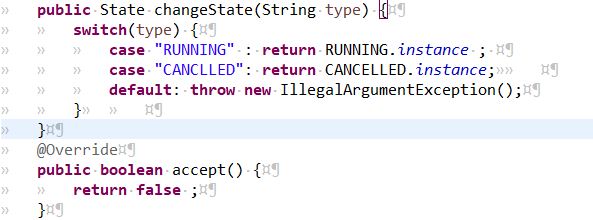 public State changeState(String type) {
switch(type) {
case "RUNNING" : return RUNNING.instance ;
case "CANCLLED": return CANCELLED.instance;
default: throw new IllegalArgumentException();
}
}
@Override
public boolean accept() {
return false ;
}